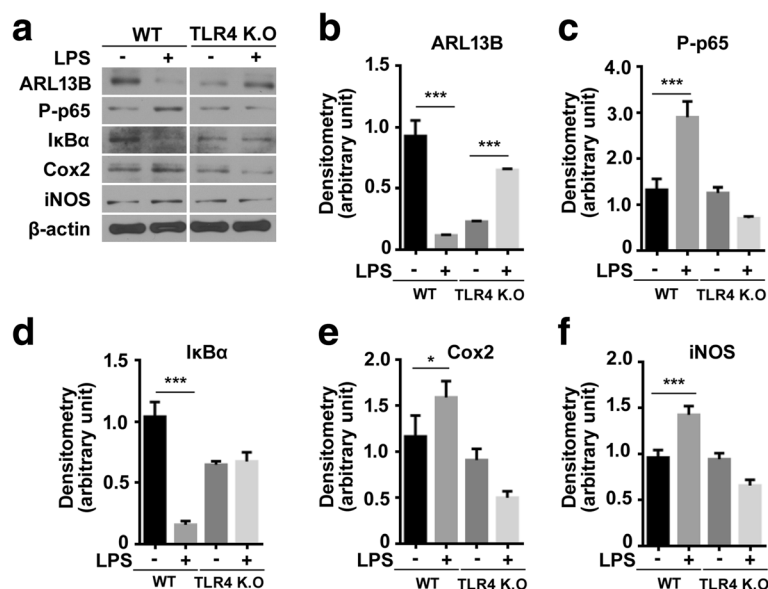 a
WT TLR4 K.O
LPS - + - +
ARL13B
P-p65
IκBα
Cox2
iNOS
β-actin
b
ARL13B
Densitometry
(arbitrary unit)
1.5
1.0
0.5
0
***
***
LPS - + - +
WT TLR4 K.O
c
P-p65
Densitometry
(arbitrary unit)
4.0
3.0
2.0
1.0
0.0
***
LPS - + - +
WT TLR4 K.O
d
IκBα
Densitometry
(arbitrary unit)
1.5
1.0
0.5
0
***
LPS - + - +
WT TLR4 K.O
e
Cox2
Densitometry
(arbitrary unit)
2.0
1.5
1.0
0.5
0
*
LPS - + - +
WT TLR4 K.O
f
iNOS
Densitometry
(arbitrary unit)
2.0
1.5
1.0
0.5
0
***
LPS - + - +
WT TLR4 K.O